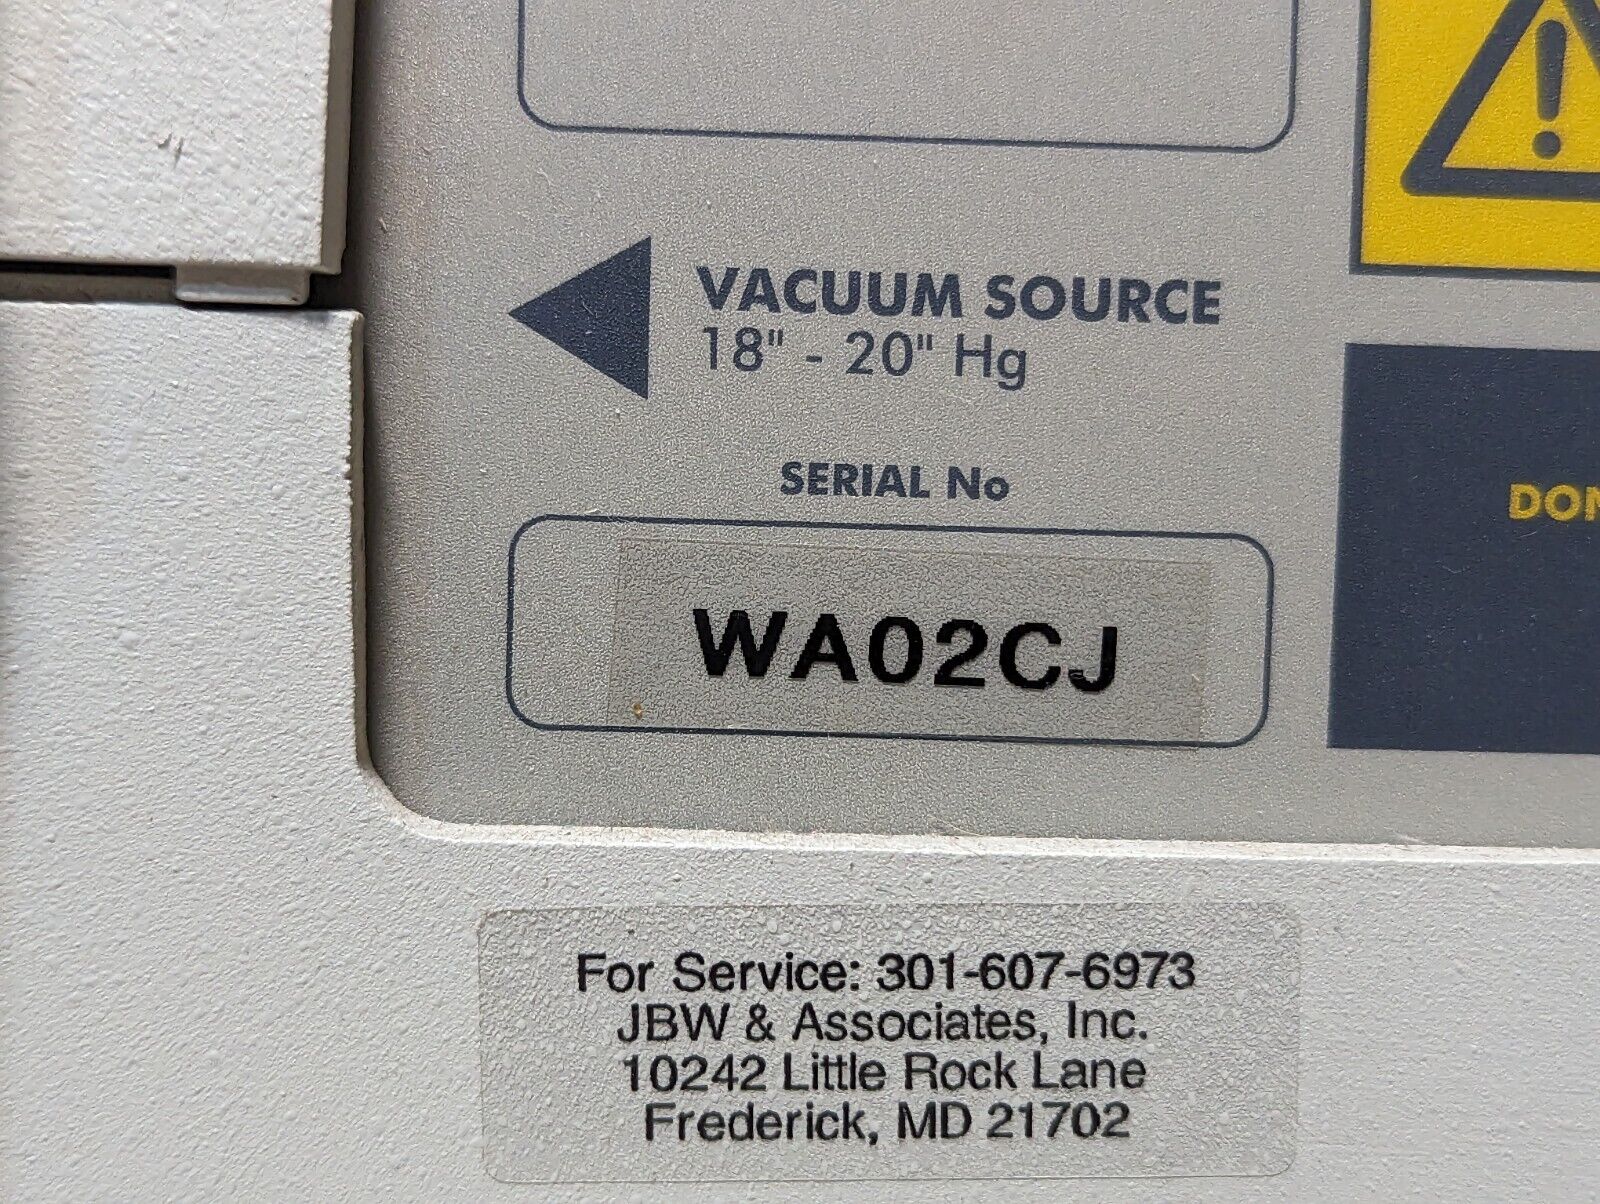 VACUUM SOURCE
18" - 20" Hg
SERIAL No
WA02CJ
For Service: 301-607-6973
JBW & Associates, Inc.
10242 Little Rock Lane
Frederick, MD 21702